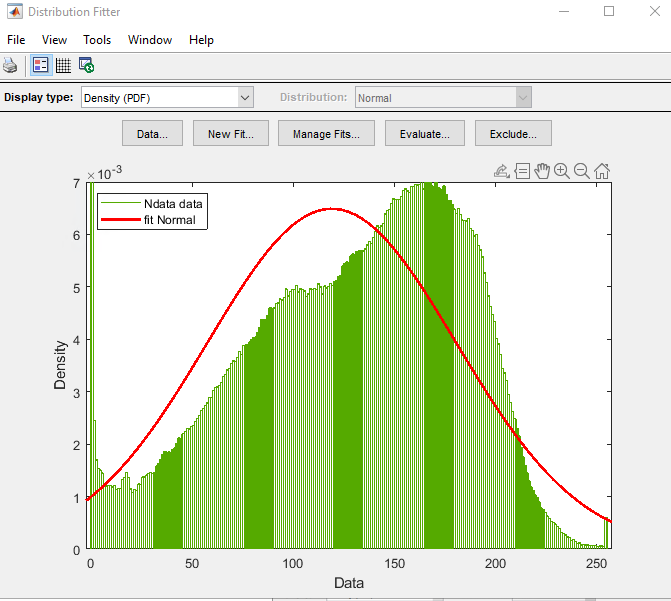 Distribution Fitter
File View Tools Window Help
Display type: Density (PDF) Distribution: Normal
Data... New Fit... Manage Fits... Evaluate... Exclude...
×10-3
Ndata data
fit Normal
7
6
5
4
3
2
1
0
Density
0 50 100 150 200 250
Data